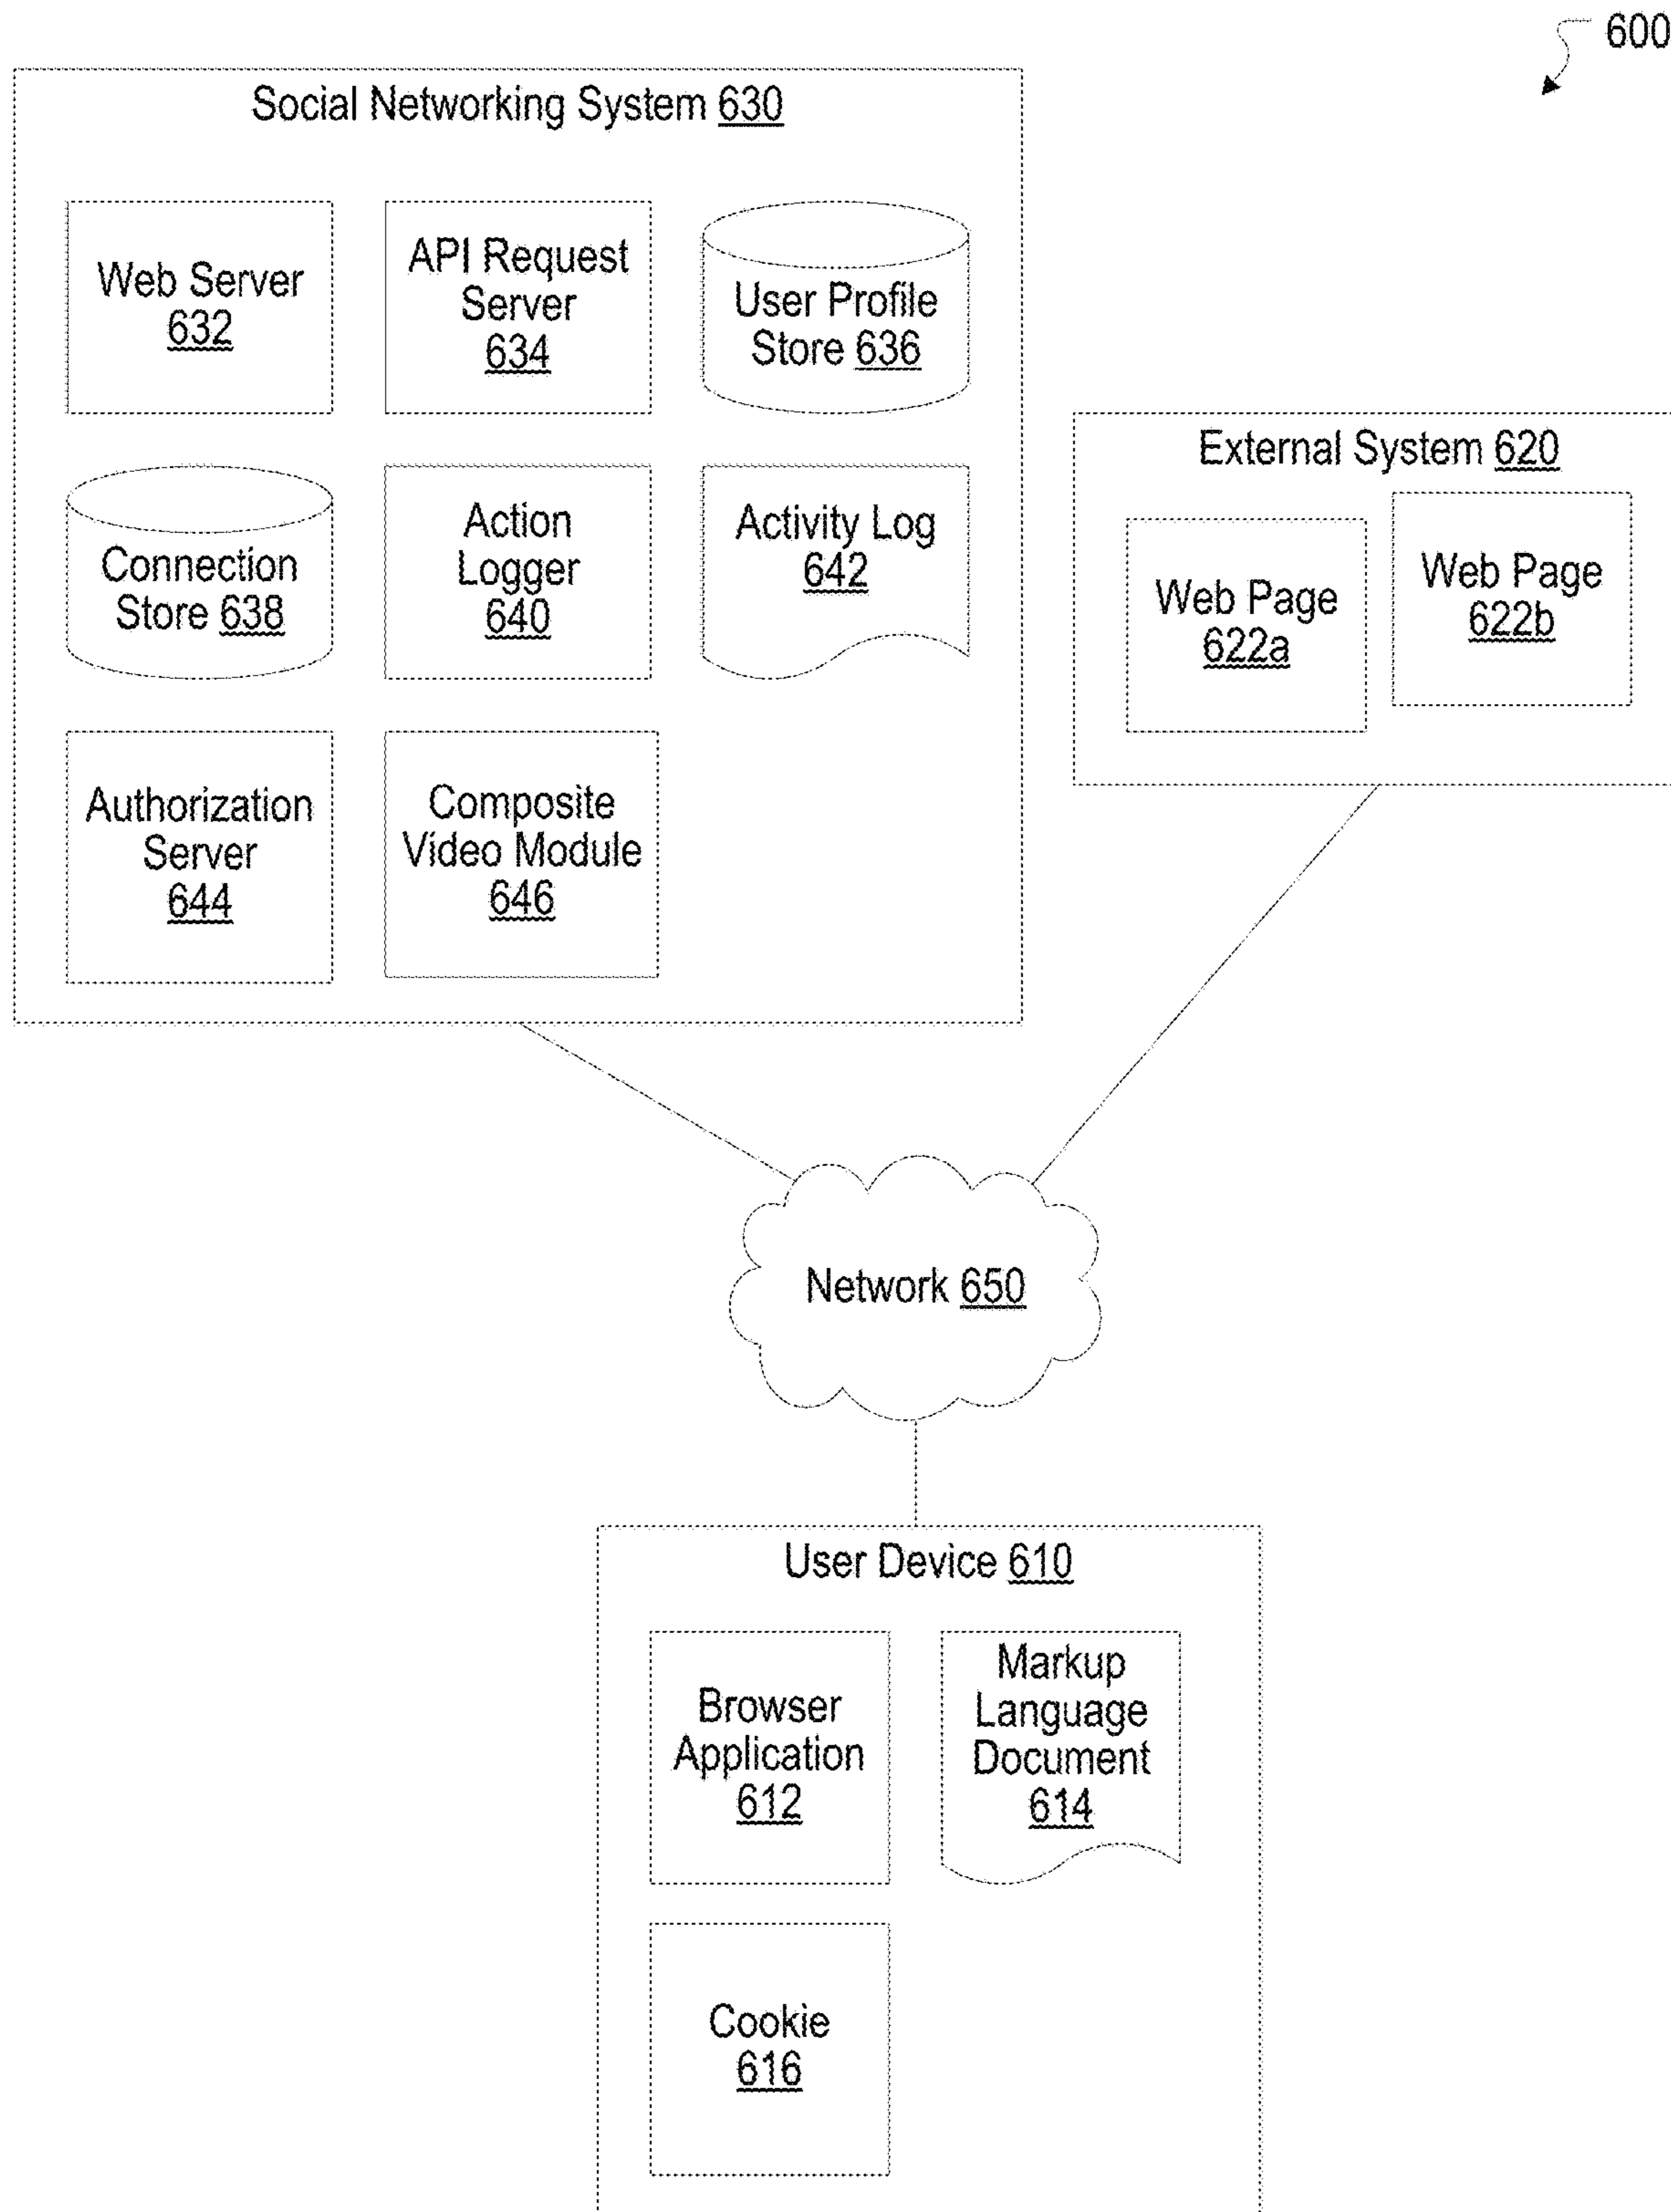 600
Social Networking System 630
Web Server
632
API Request
Server
634
User Profile
Store 636
Connection
Store 638
Action
Logger
640
Activity Log
642
Authorization
Server
644
Composite
Video Module
646
External System 620
Web Page
622a
Web Page
622b
Network 650
User Device 610
Browser
Application
612
Markup
Language
Document
614
Cookie
616